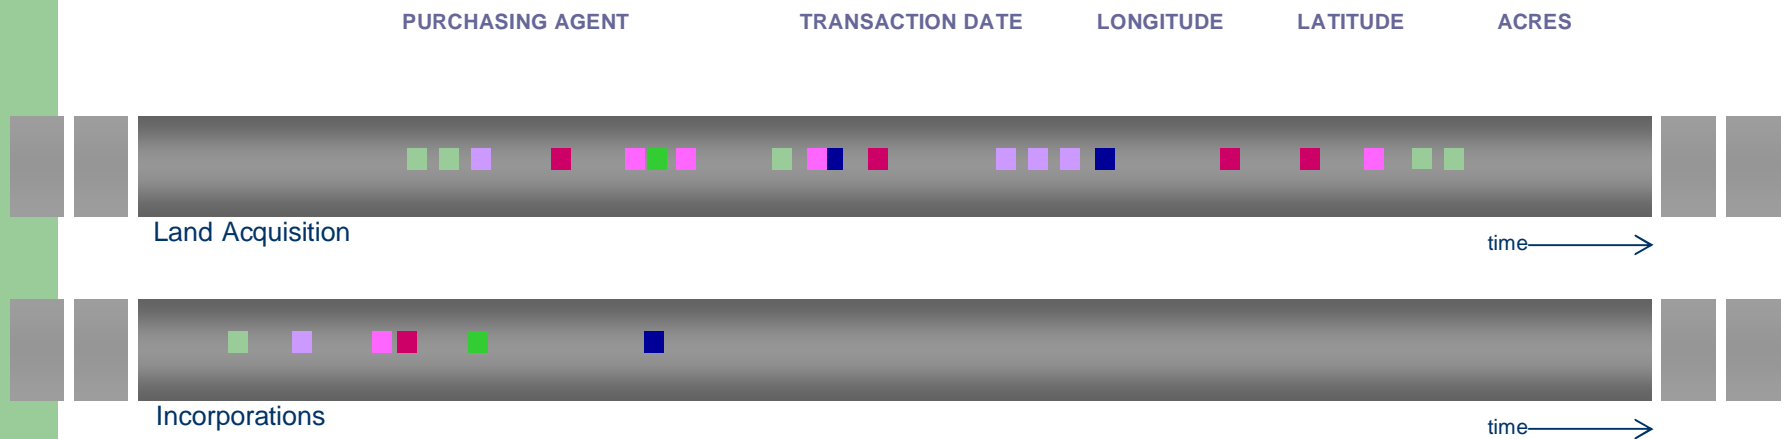 PURCHASING AGENT TRANSACTION DATE LONGITUDE LATITUDE ACRES
Land Acquisition
time
Incorporations
time